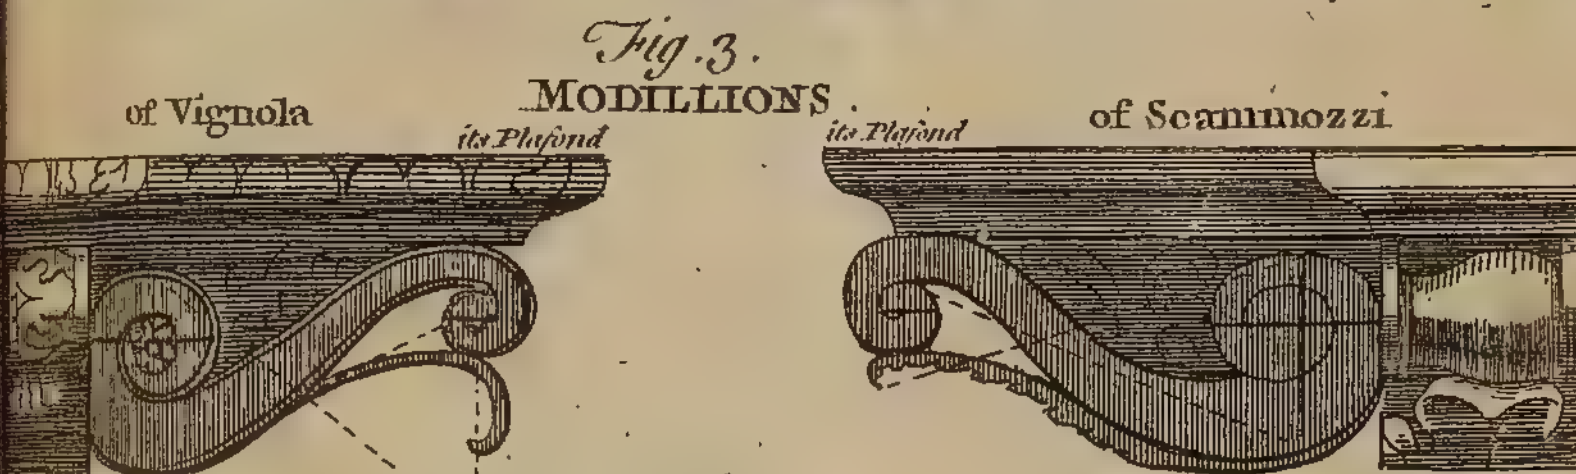 Fig. 3.
MODILLIONS.
of Vignola
its Plafond
its Plafond
of Scammozzi